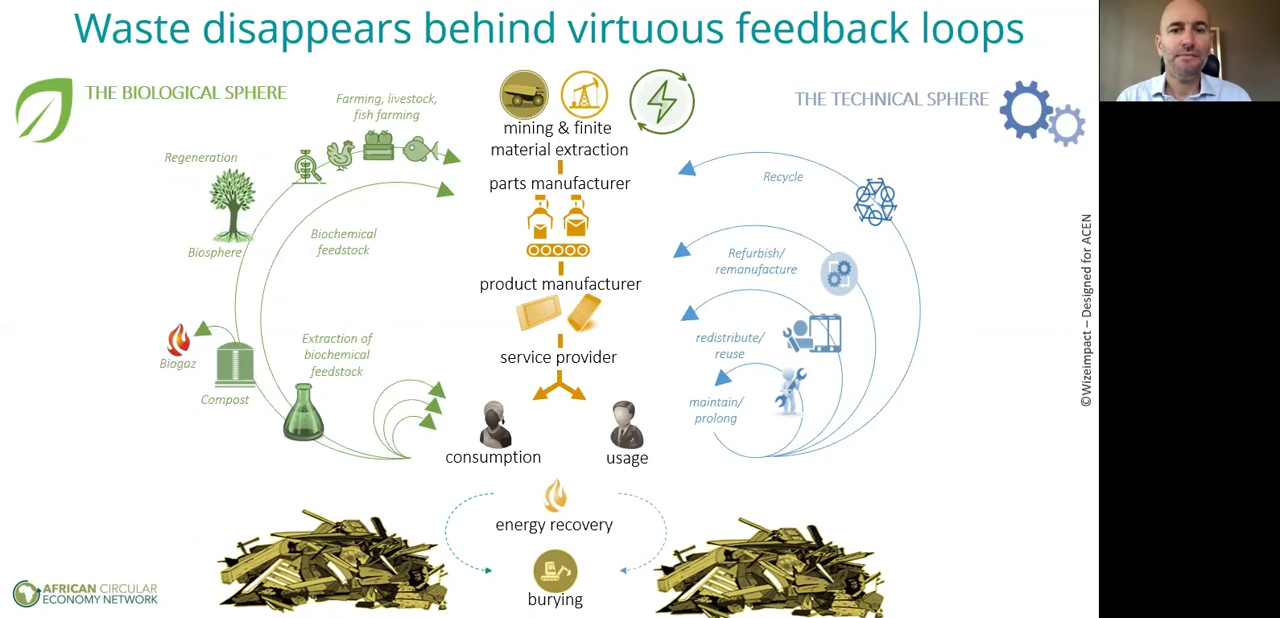 Waste disappears behind virtuous feedback loops
THE BIOLOGICAL SPHERE
Farming, livestock,
fish farming
Regeneration
Biosphere
Biochemical
feedstock
Biogaz
Compost
Extraction of
biochemical
feedstock
mining & finite
material extraction
parts manufacturer
product manufacturer
service provider
consumption
usage
energy recovery
burying
THE TECHNICAL SPHERE
Recycle
Refurbish/
remanufacture
redistribute/
reuse
maintain/
prolong
©Wizeimpact – Designed for ACEN
AFRICAN CIRCULAR
ECONOMY NETWORK